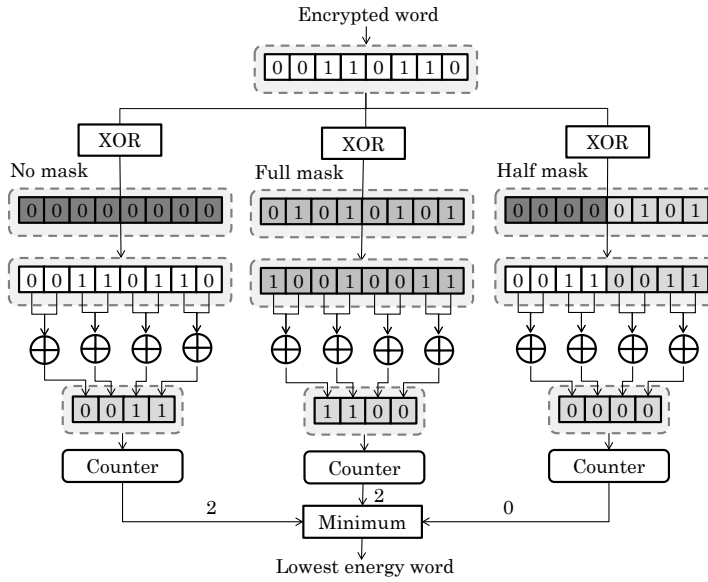 Encrypted word
0 0 1 1 0 1 1 0
XOR XOR XOR
No mask Full mask Half mask
0 0 0 0 0 0 0 0 0 1 0 1 0 1 0 1 0 0 0 0 0 1 0 1
0 0 1 1 0 1 1 0 1 0 0 1 0 0 1 1 0 0 1 1 0 0 1 1
0 0 1 1 1 1 0 0 0 0 0 0
Counter Counter Counter
2 2 0
Minimum
Lowest energy word